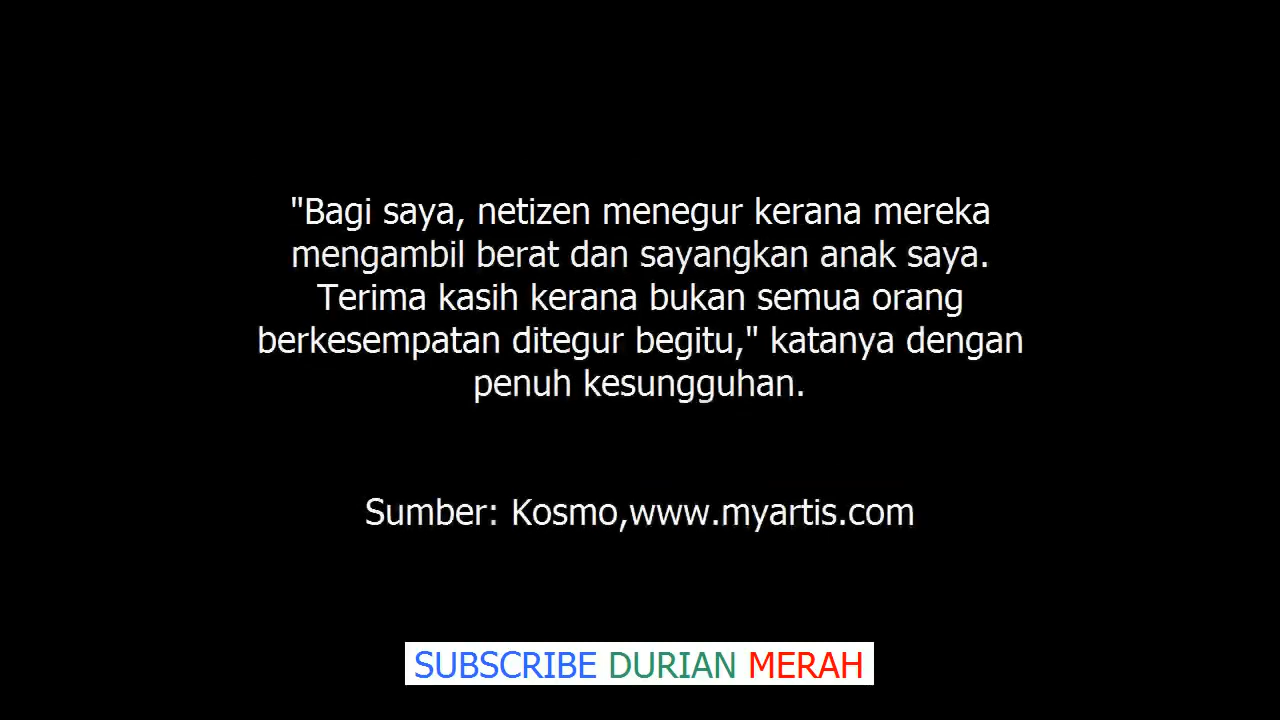 "Bagi saya, netizen menegur kerana mereka
mengambil berat dan sayangkan anak saya.
Terima kasih kerana bukan semua orang
berkesempatan ditegur begitu," katanya dengan
penuh kesungguhan.
Sumber: Kosmo,www.myartis.com
SUBSCRIBE DURIAN MERAH